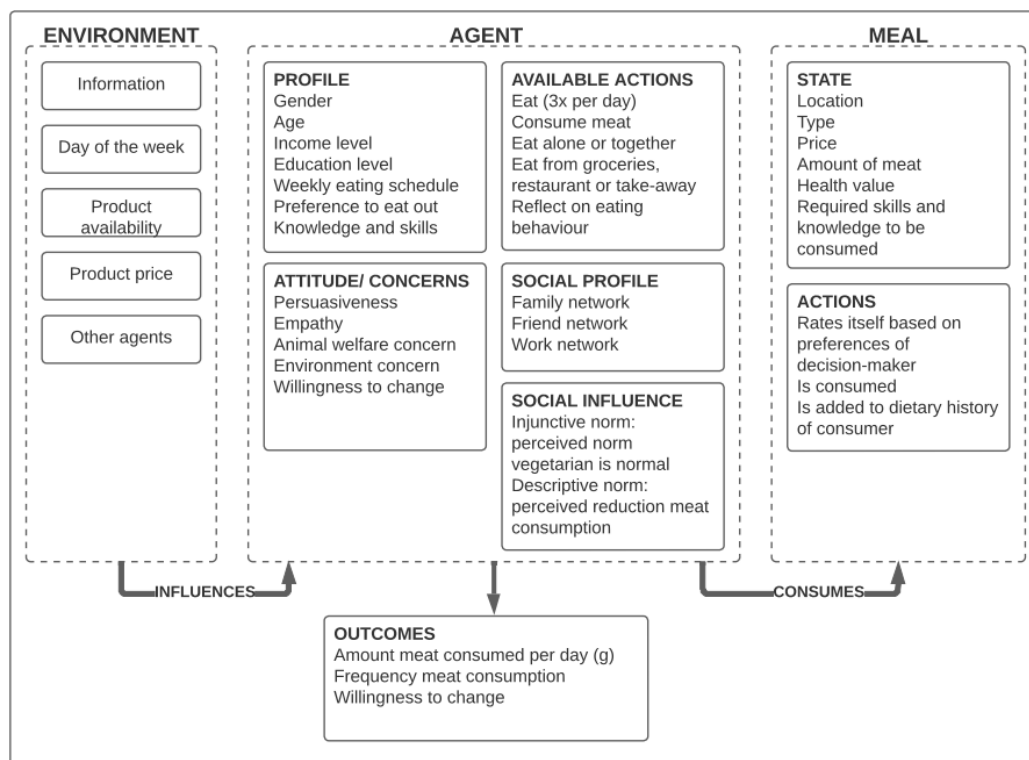 ENVIRONMENT
Information
Day of the week
Product
availability
Product price
Other agents
AGENT
PROFILE
Gender
Age
Income level
Education level
Weekly eating schedule
Preference to eat out
Knowledge and skills
ATTITUDE/ CONCERNS
Persuasiveness
Empathy
Animal welfare concern
Environment concern
Willingness to change
AVAILABLE ACTIONS
Eat (3x per day)
Consume meat
Eat alone or together
Eat from groceries,
restaurant or take-away
Reflect on eating
behaviour
SOCIAL PROFILE
Family network
Friend network
Work network
SOCIAL INFLUENCE
Injunctive norm:
perceived norm
vegetarian is normal
Descriptive norm:
perceived reduction meat
consumption
MEAL
STATE
Location
Type
Price
Amount of meat
Health value
Required skills and
knowledge to be
consumed
ACTIONS
Rates itself based on
preferences of
decision-maker
Is consumed
Is added to dietary history
of consumer
INFLUENCES
CONSUMES
OUTCOMES
Amount meat consumed per day (g)
Frequency meat consumption
Willingness to change